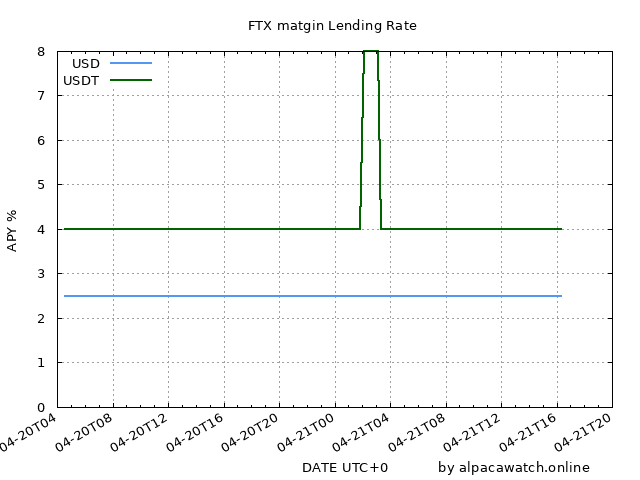 FTX matgin Lending Rate
USD
USDT
8
7
6
5
4
3
2
1
0
APY %
04-20T04
04-20T08
04-20T12
04-20T16
04-20T20
04-21T00
04-21T04
04-21T08
04-21T12
04-21T16
04-21T20
DATE UTC+0
by alpacawatch.online